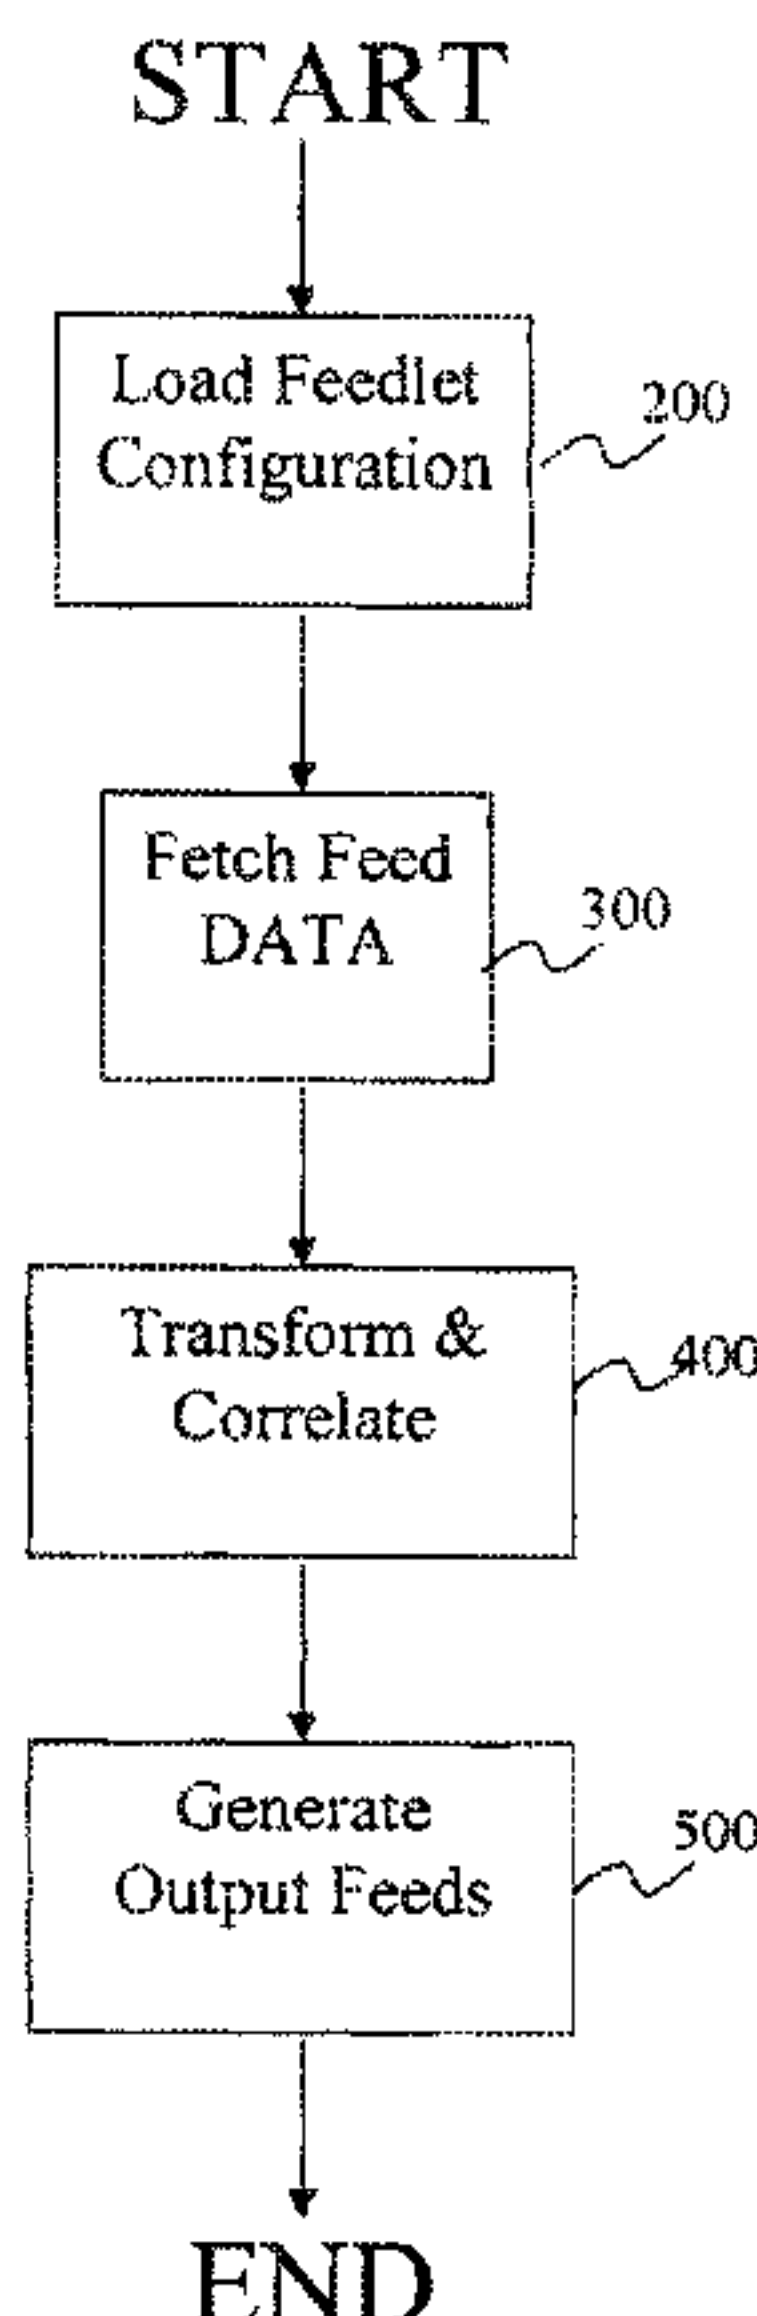 START
Load Feedlet
Configuration
200
Fetch Feed
DATA
300
Transform &
Correlate
400
Generate
Output Feeds
500
END